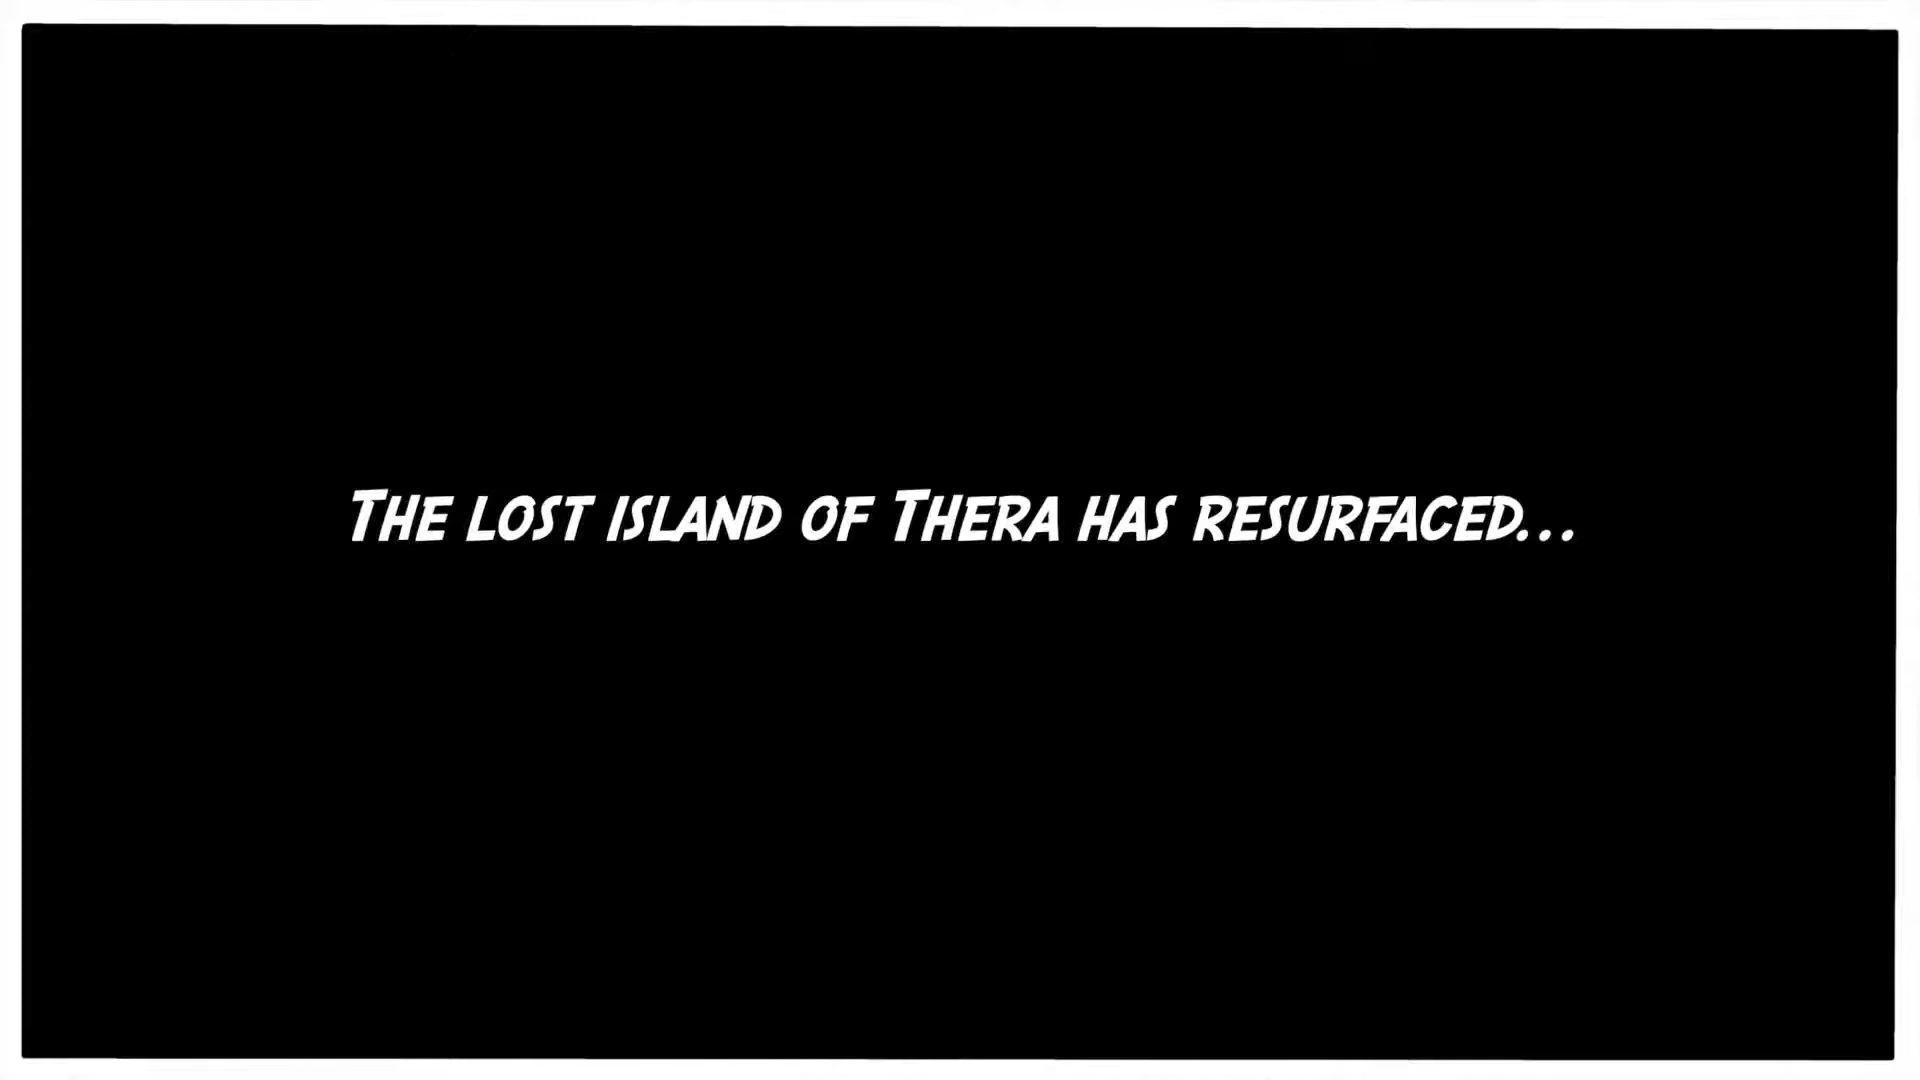 The lost island of Thera has resurfaced...